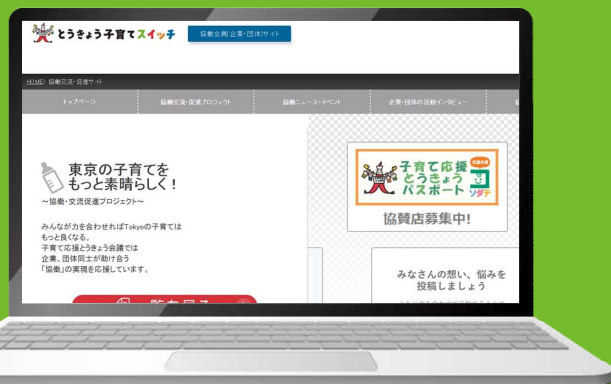 とうきょう子育てスイッチ
協働会員(企業・団体)サイト
HOME> 協働交流・促進サイト
トップページ
協働交流・促進プロジェクト
協働ニュース・イベント
企業・団体の活動インタビュー
東京の子育てを
もっと素晴らしく!
~協働・交流促進プロジェクト~
みんなが力を合わせればTokyoの子育ては
もっと良くなる。
子育て応援とうきょう会議では
企業、団体同士が助け合う
「協働」の実現を応援しています。
子育て応援
とうきょう
パスポート
ソダテ
協賛店募集中!
みなさんの想い、悩みを
投稿しましょう